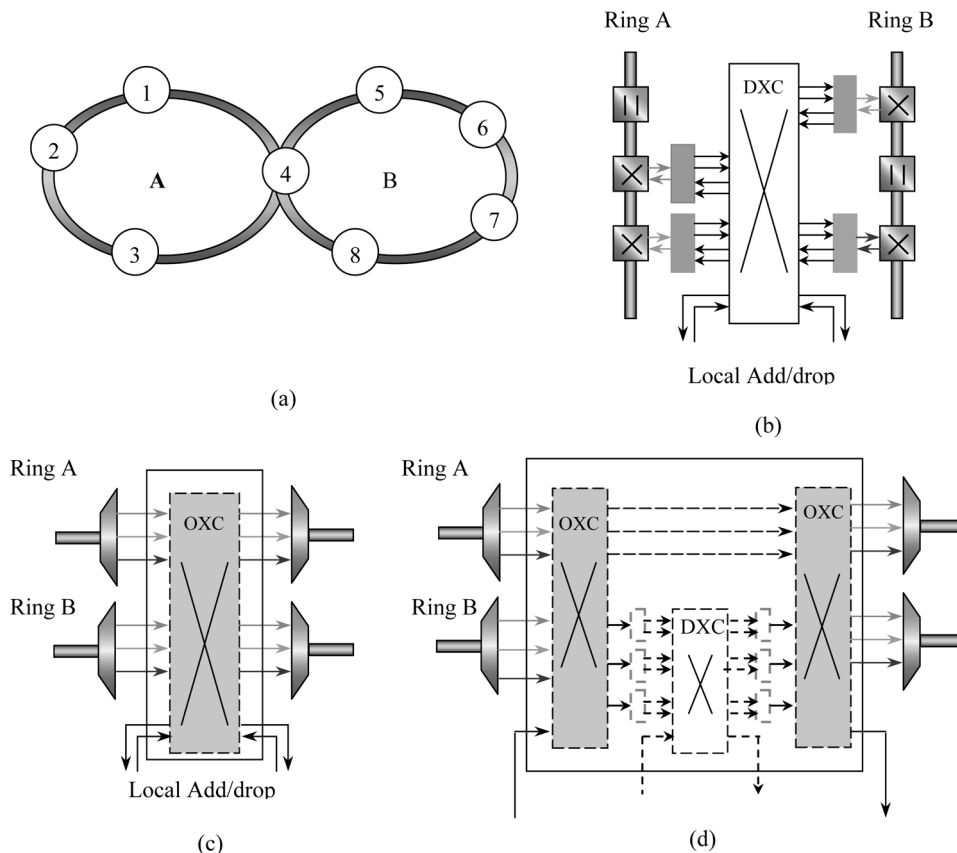 1
5
2
A
4
B
6
3
8
7
(a)
Ring A
Ring B
DXC
Local Add/drop
(b)
Ring A
OXC
Ring B
Local Add/drop
(c)
Ring A
OXC
OXC
Ring B
DXC
(d)